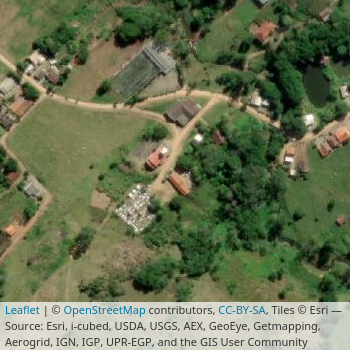 Leaflet | © OpenStreetMap contributors, CC-BY-SA, Tiles © Esri —
Source: Esri, i-cubed, USDA, USGS, AEX, GeoEye, Getmapping,
Aerogrid, IGN, IGP, UPR-EGP, and the GIS User Community